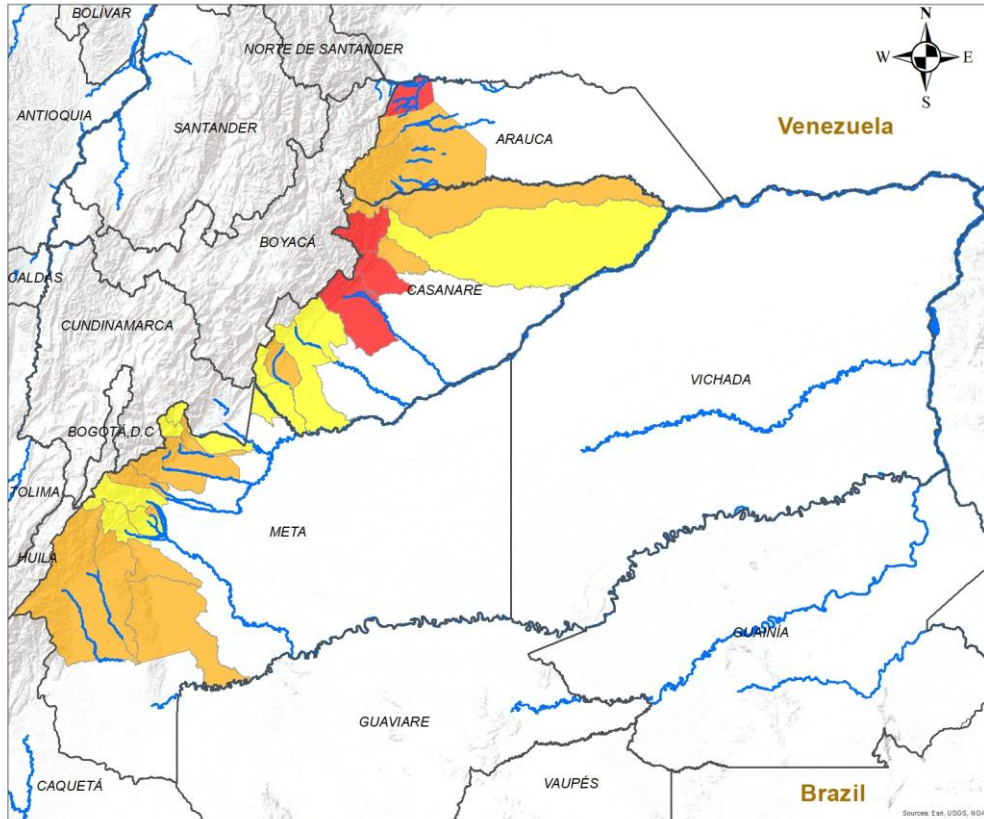 BOLÍVAR
NORTE DE SANTANDER
N
W
E
S
ANTIOQUIA
SANTANDER
ARAUCA
Venezuela
BOYACÁ
CALDAS
CASANARE
CUNDINAMARCA
VICHADA
BOGOTÁ,D.C
TOLIMA
META
HUILA
GUAINÍA
GUAVIARE
CAQUETÁ
VAUPÉS
Brazil
Sources: Esri, USGS, NOA